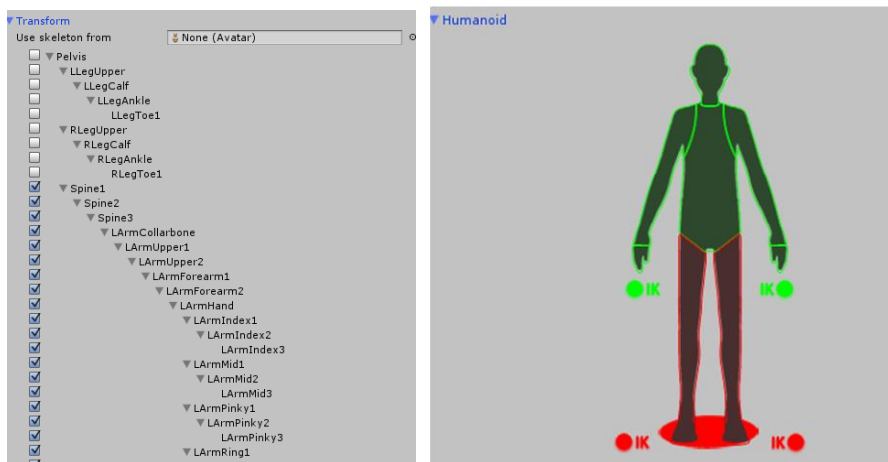 Transform
Use skeleton from None (Avatar)
Pelvis
LLegUpper
LLegCalf
LLegAnkle
LLegToe1
RLegUpper
RLegCalf
RLegAnkle
RLegToe1
Spine1
Spine2
Spine3
LArmCollarbone
LArmUpper1
LArmUpper2
LArmForearm1
LArmForearm2
LArmHand
LArmIndex1
LArmIndex2
LArmIndex3
LArmMid1
LArmMid2
LArmMid3
LArmPinky1
LArmPinky2
LArmPinky3
LArmRing1
Humanoid
IK
IK
IK
IK